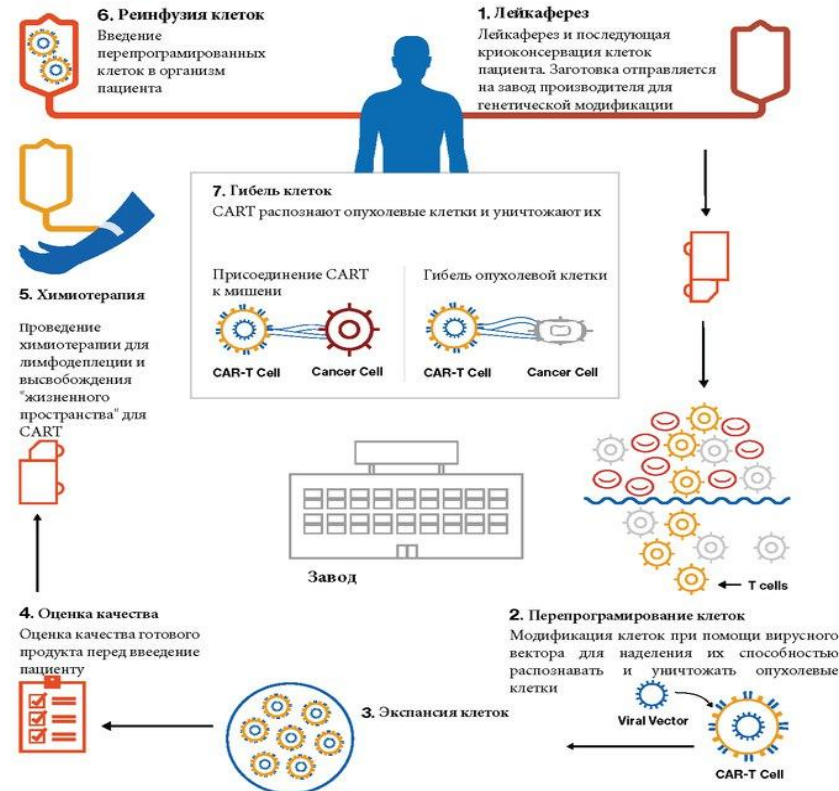 6. Реинфузия клеток
Введение
перепрограмированных
клеток в организм
пациента
1. Лейкаферез
Лейкаферез и последующая
криоконсервация клеток
пациента. Заготовка отправляется
на завод производителя для
генетической модификации
7. Гибель клеток
CART распознают опухолевые клетки и уничтожают их
Присоединение CART
к мишени
CAR-T Cell
Cancer Cell
Гибель опухолевой клетки
CAR-T Cell
Cancer Cell
5. Химиотерапия
Проведение
химиотерапии для
лимфодеплеции и
высвобождения
"жизненного
пространства" для
CART
Завод
T cells
4. Оценка качества
Оценка качества готового
продукта перед ввеедение
пациенту
2. Перепрограмирование клеток
Модификация клеток при помощи вирусного
вектора для наделения их способностью
распознавать и уничтожать опухолевые
клетки
Viral Vector
CAR-T Cell
3. Экспансия клеток